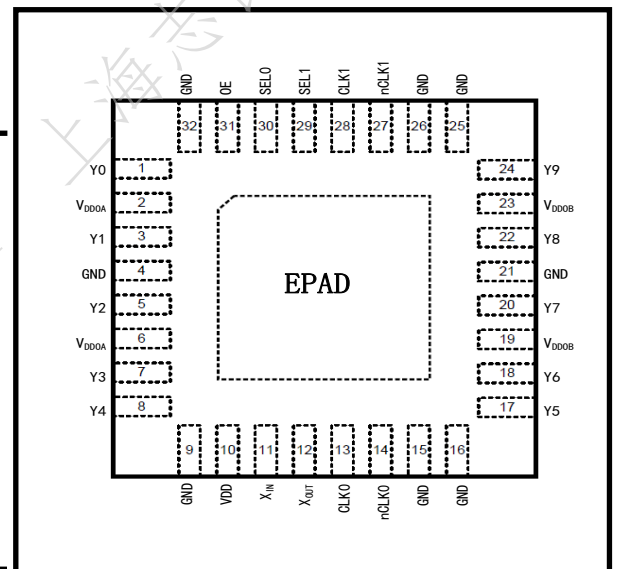 上海志
GND OE SEL0 SEL1 CLK1 nCLK1 GND GND
32 31 30 29 28 27 26 25
Y0 1 24 Y9
VDDOA 2 23 VDDOB
Y1 3 22 Y8
GND 4 21 GND
EPAD
Y2 5 20 Y7
VDDOA 6 19 VDDOB
Y3 7 18 Y6
Y4 8 17 Y5
9 10 11 12 13 14 15 16
GND VDD XIN XOUT CLK0 nCLK0 GND GND